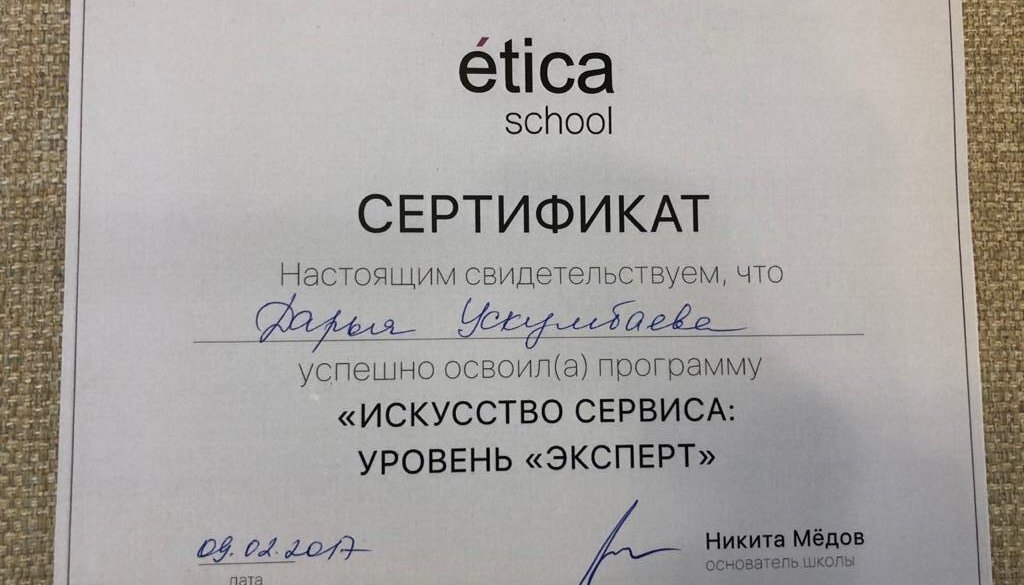 ética
school
СЕРТИФИКАТ
Настоящим свидетельствуем, что
Дарья Ускумбаева
успешно освоил(а) программу
«ИСКУССТВО СЕРВИСА:
УРОВЕНЬ «ЭКСПЕРТ»
09.02.2017
дата
Никита Мёдов
основатель школы